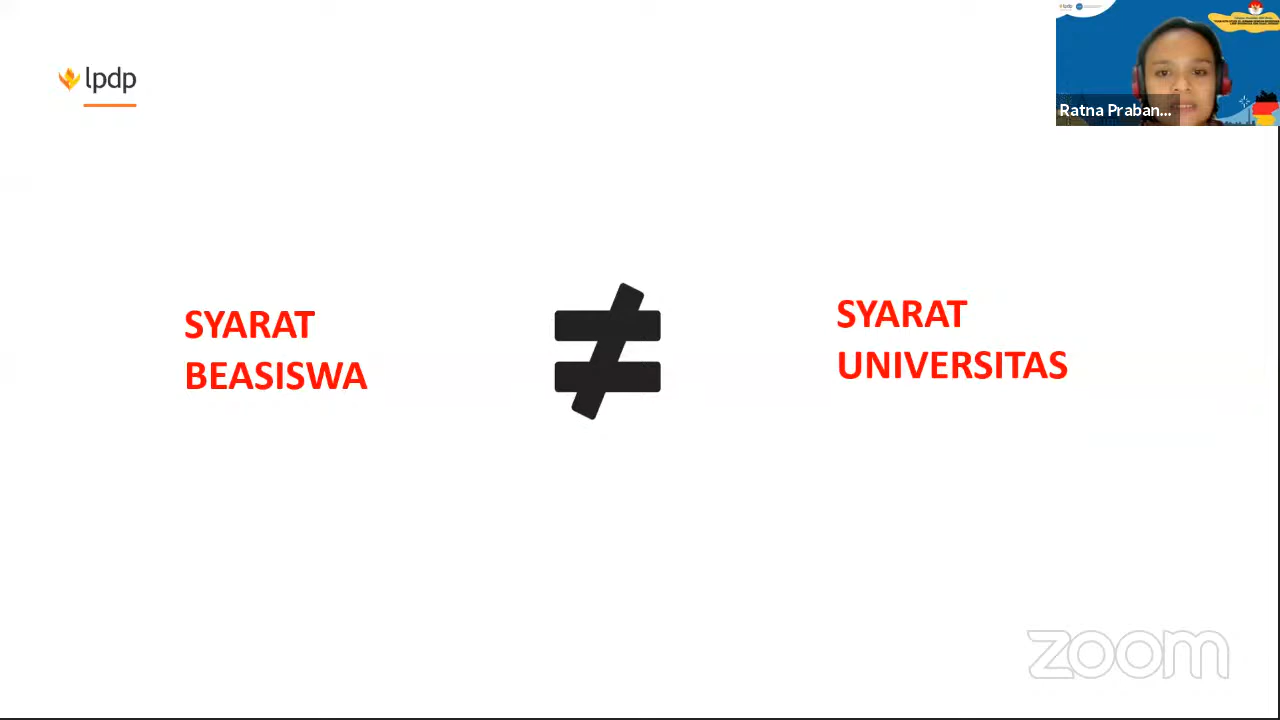 lpdp
Ratna Praban...
SYARAT
BEASISWA
≠
SYARAT
UNIVERSITAS
zoom